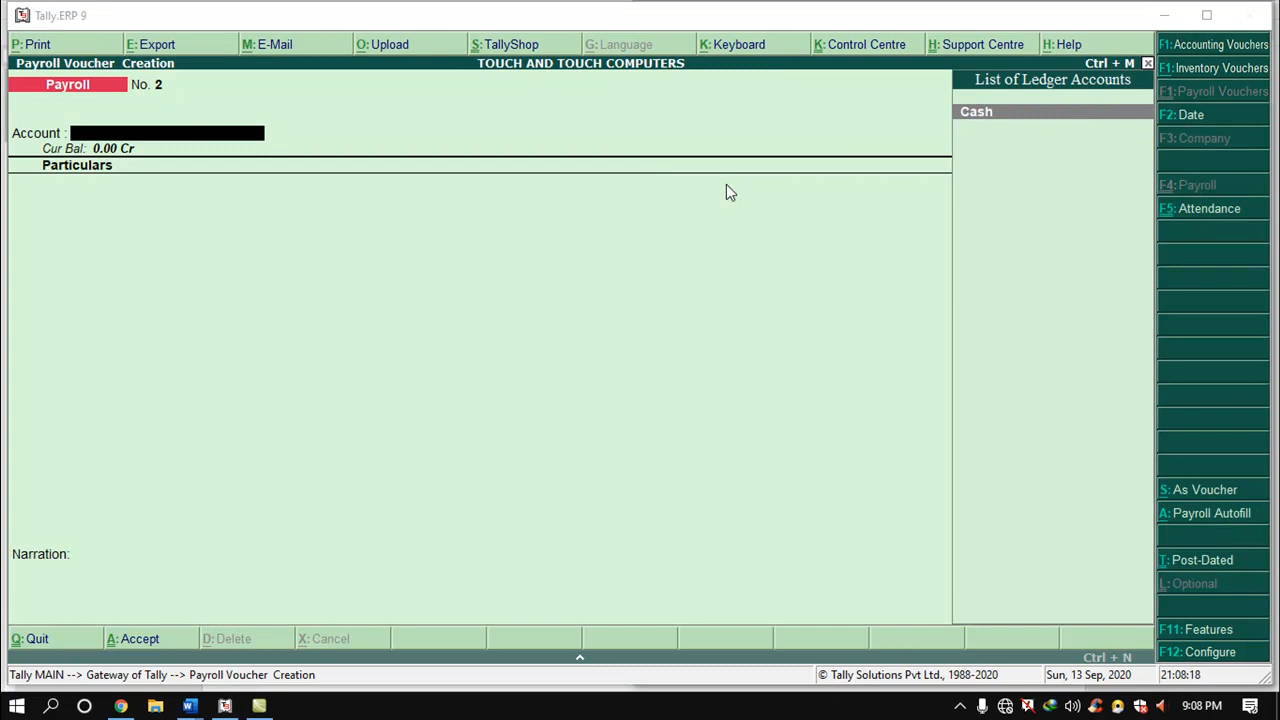 Tally.ERP 9
P: Print E: Export M: E-Mail O: Upload S: TallyShop G: Language K: Keyboard K: Control Centre H: Support Centre H: Help
Payroll Voucher Creation TOUCH AND TOUCH COMPUTERS Ctrl + M
Payroll No. 2
Account :
Cur Bal: 0.00 Cr
Particulars
Narration:
List of Ledger Accounts
Cash
F1: Accounting Vouchers
F1: Inventory Vouchers
F1: Payroll Vouchers
F2: Date
F3: Company
F4: Payroll
F5: Attendance
S: As Voucher
A: Payroll Autofill
T: Post-Dated
L: Optional
F11: Features
F12: Configure
Q: Quit A: Accept D: Delete X: Cancel
Ctrl + N
Tally MAIN --> Gateway of Tally --> Payroll Voucher Creation © Tally Solutions Pvt Ltd., 1988-2020 Sun, 13 Sep, 2020 21:08:18
9:08 PM